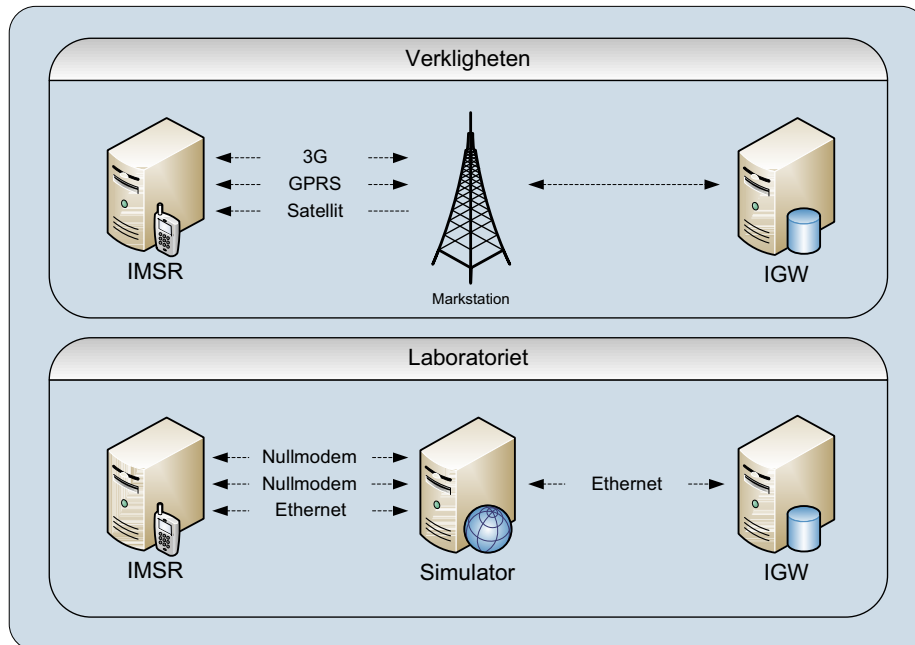 Verkligheten
3G
GPRS
Satellit
IMSR
Markstation
IGW
Laboratoriet
Nullmodem
Nullmodem
Ethernet
Ethernet
IMSR
Simulator
IGW